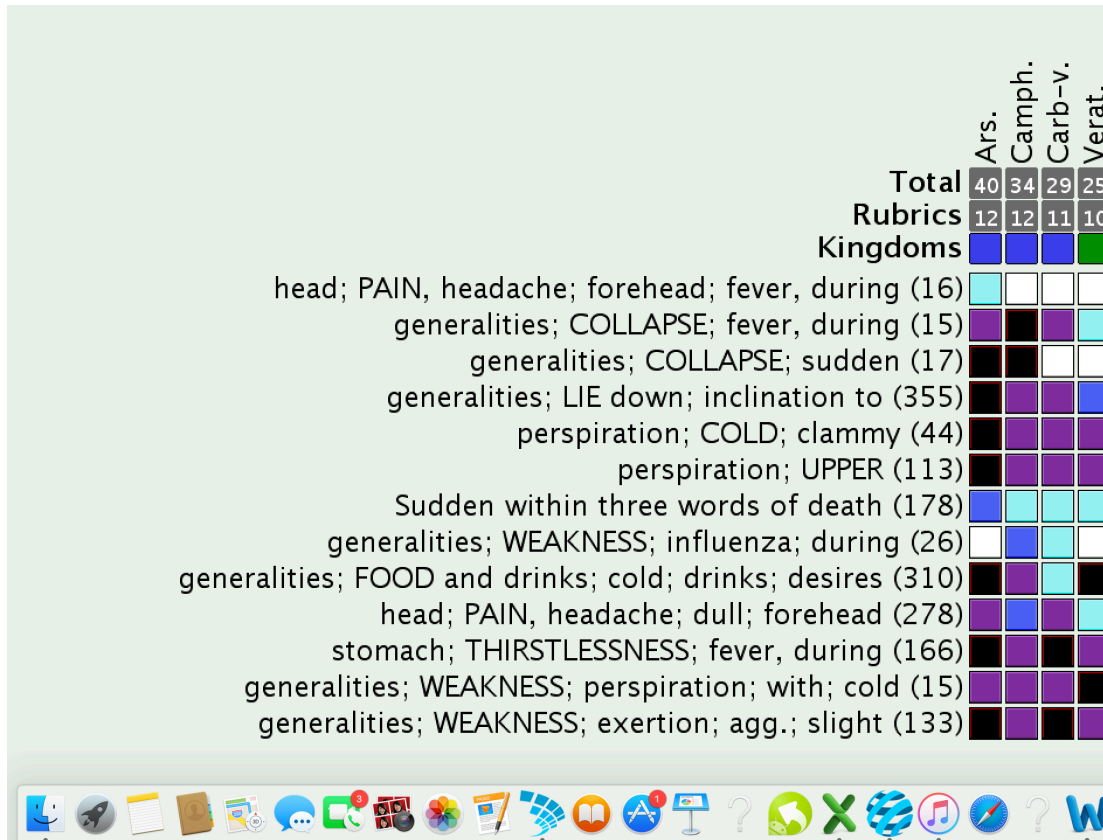 Ars. Camph. Carb-v. Verat.
Total 40 34 29 25
Rubrics 12 12 11 10
Kingdoms
head; PAIN, headache; forehead; fever, during (16)
generalities; COLLAPSE; fever, during (15)
generalities; COLLAPSE; sudden (17)
generalities; LIE down; inclination to (355)
perspiration; COLD; clammy (44)
perspiration; UPPER (113)
Sudden within three words of death (178)
generalities; WEAKNESS; influenza; during (26)
generalities; FOOD and drinks; cold; drinks; desires (310)
head; PAIN, headache; dull; forehead (278)
stomach; THIRSTLESSNESS; fever, during (166)
generalities; WEAKNESS; perspiration; with; cold (15)
generalities; WEAKNESS; exertion; agg.; slight (133)
3 1 ? ?